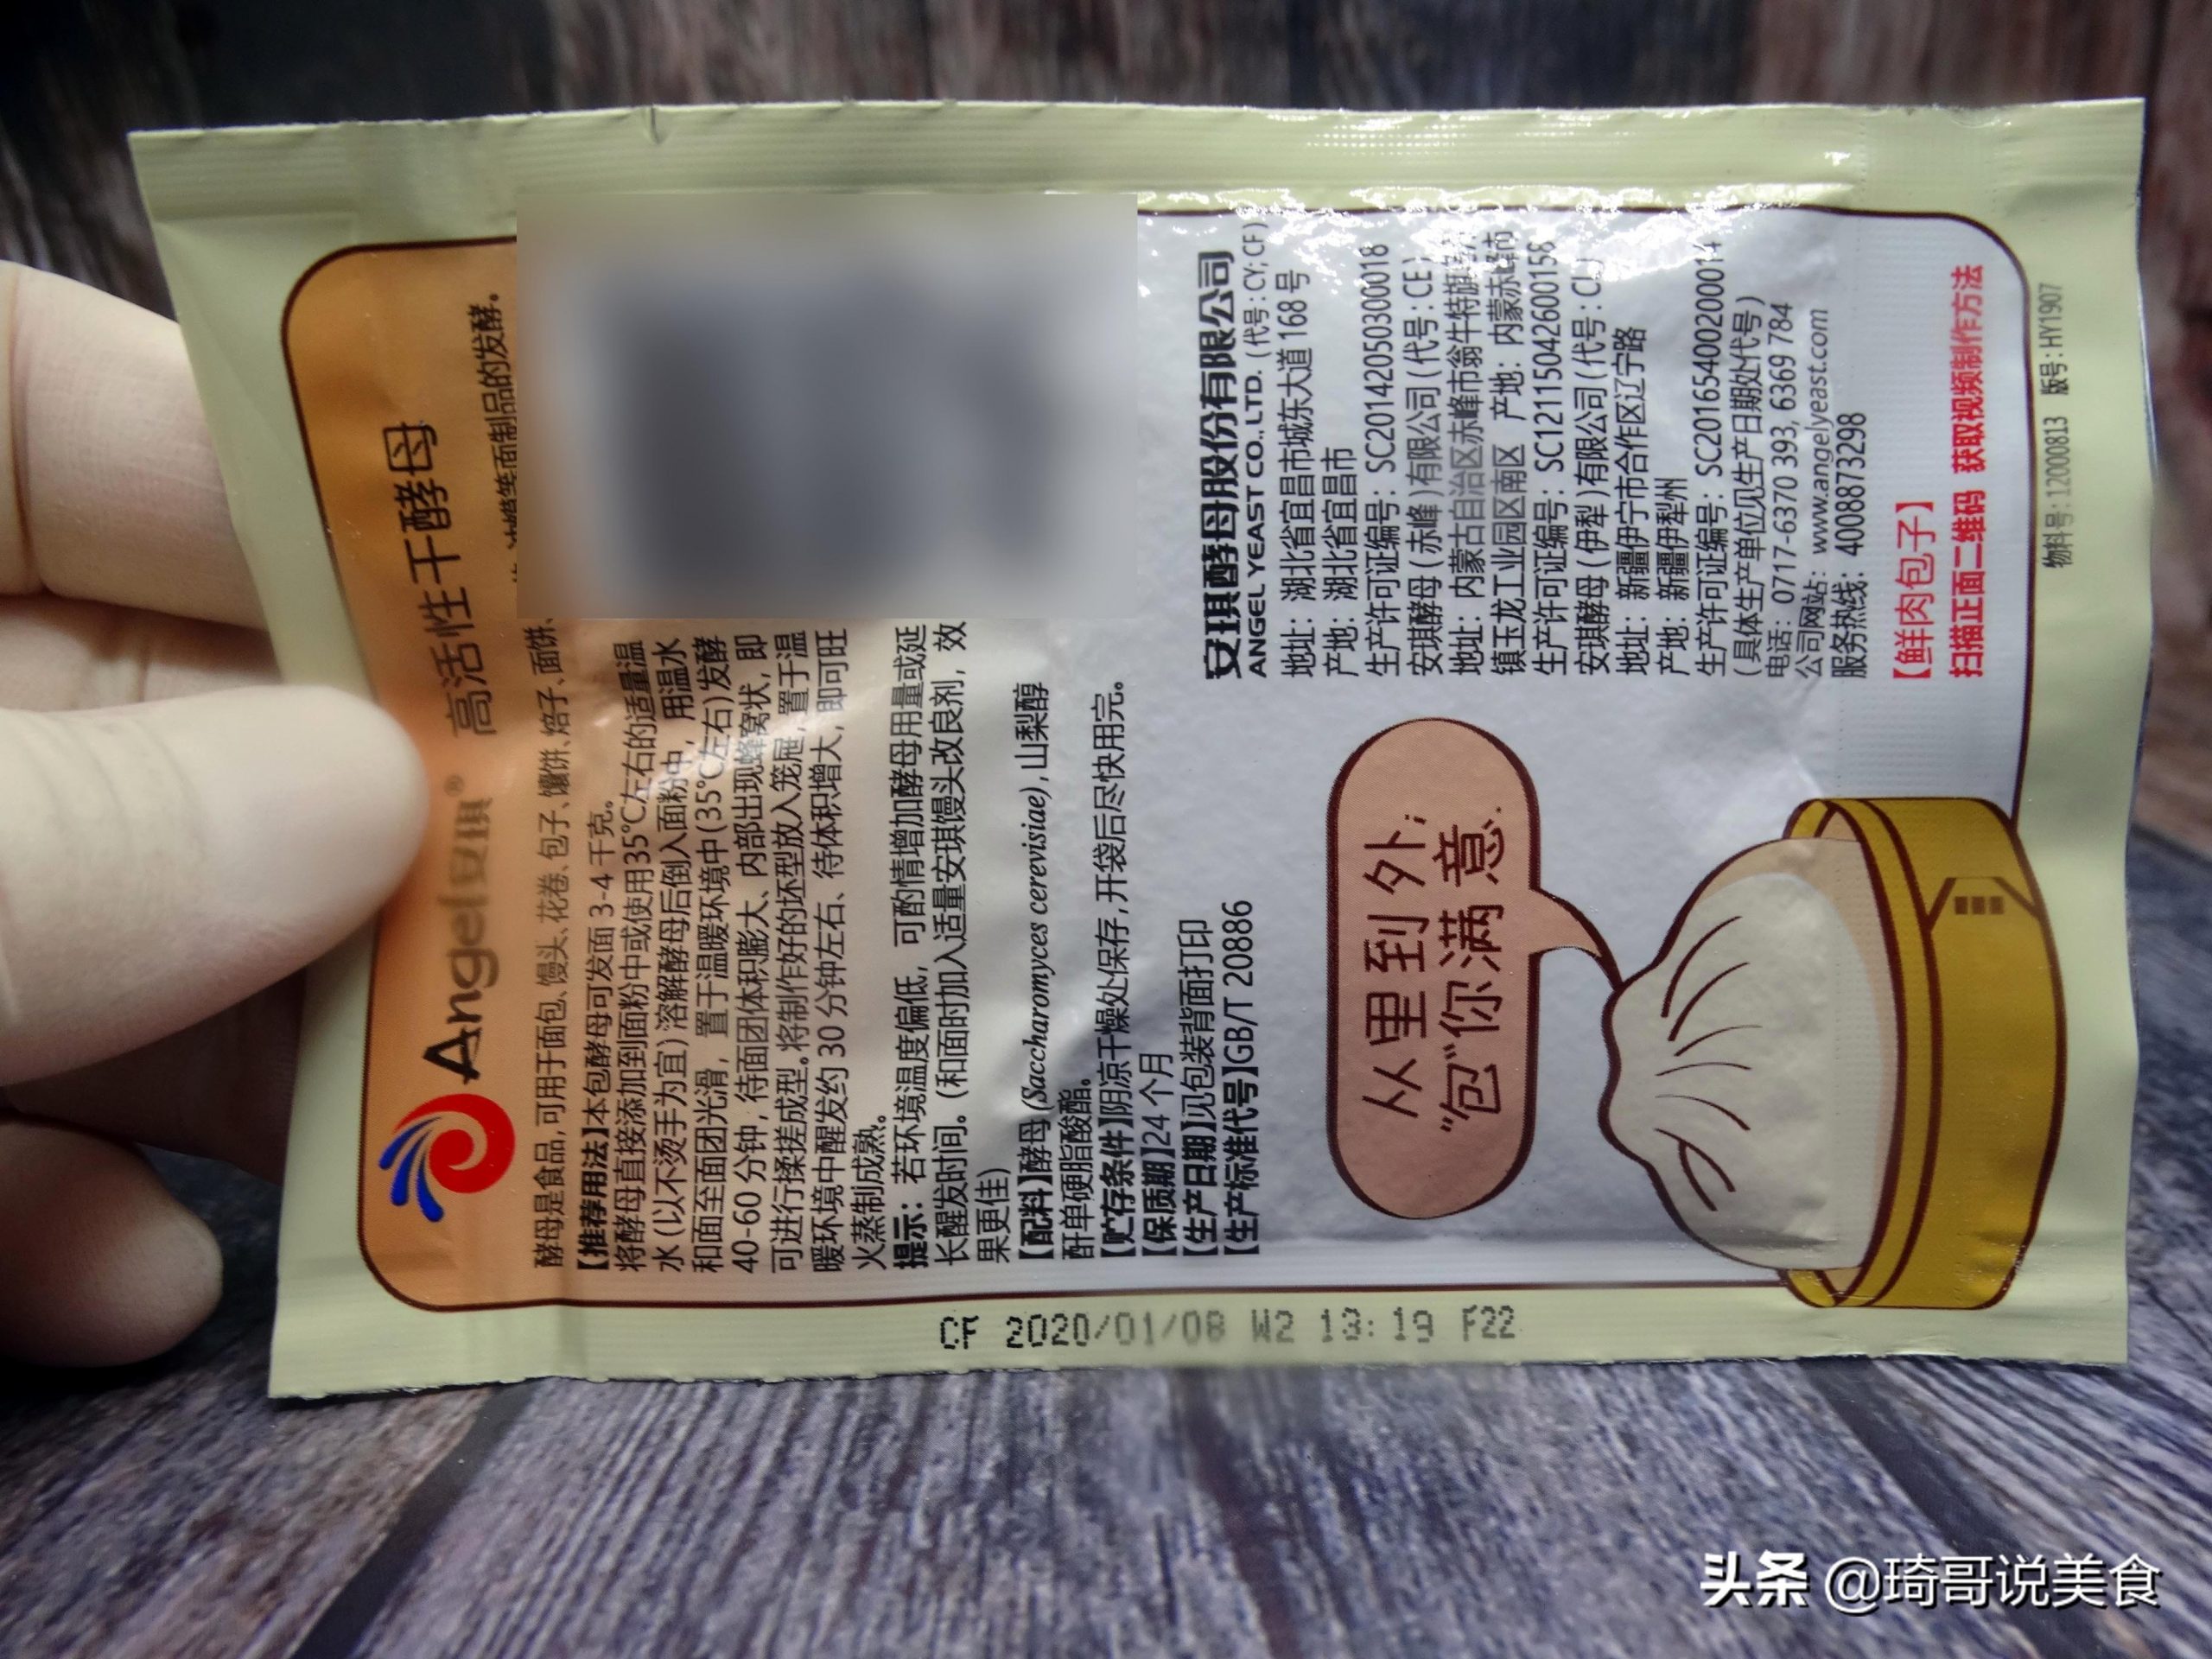 Angel安琪® 高活性干酵母
酵母是食品,可用于面包、馒头、花卷、包子、馕饼、焙子、面饼、
油糕等面制品的发酵。
【推荐用法】本包酵母可发面 3-4 千克。
将酵母直接添加到面粉中或使用35℃左右的适量温
水(以不烫手为宜)溶解酵母后倒入面粉中，用温水
和面至面团光滑，置于温暖环境中(35℃左右)发酵
40-60 分钟,待面团体积膨大、内部出现蜂窝状,即
可进行揉搓成型。将制作好的坯型放入笼屉,置于温
暖环境中醒发约 30 分钟左右、待体积增大,即可旺
火蒸制成熟。
提示：若环境温度偏低，可酌情增加酵母用量或延
长醒发时间。(和面时加入适量安琪馒头改良剂，效
果更佳)
【配料】酵母(Saccharomyces cerevisiae),山梨醇
酐单硬脂酸酯。
【贮存条件】阴凉干燥处保存,开袋后尽快用完。
【保质期】24 个月
【生产日期】见包装背面打印
【生产标准代号】GB/T 20886
安琪酵母股份有限公司
ANGEL YEAST CO., LTD. (代号：CY; CF)
地址：湖北省宜昌市城东大道 168 号
产地：湖北省宜昌市
生产许可证编号：SC20142050300018
安琪酵母(赤峰)有限公司(代号：CE)
地址：内蒙古自治区赤峰市翁牛特旗乌丹
镇玉龙工业园区南区 产地：内蒙赤峰市
生产许可证编号：SC12115042600158
安琪酵母(伊犁)有限公司(代号：
地址：新疆伊宁市合作区辽宁路
产地：新疆伊犁州
生产许可证编号：SC20165400200014
(具体生产单位见生产日期处代号)
电话：0717-6370 393, 6369 784
公司网站：www.angelyeast.com
服务热线：4008873298
【鲜肉包子】
扫描正面二维码 获取视频制作方法
物料号：12000813 版号：HY1907
从里到外;
“包”你满意.
2020/01/08 W2 13:19 F22
头条 @琦哥说美食